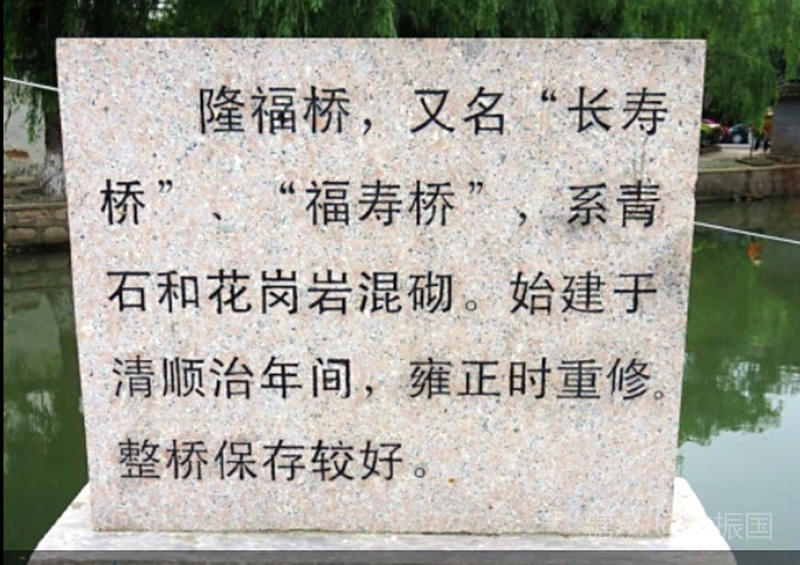 隆福桥，又名“长寿
桥”、“福寿桥”，系青
石和花岗岩混砌。始建于
清顺治年间，雍正时重修。
整桥保存较好。
振国